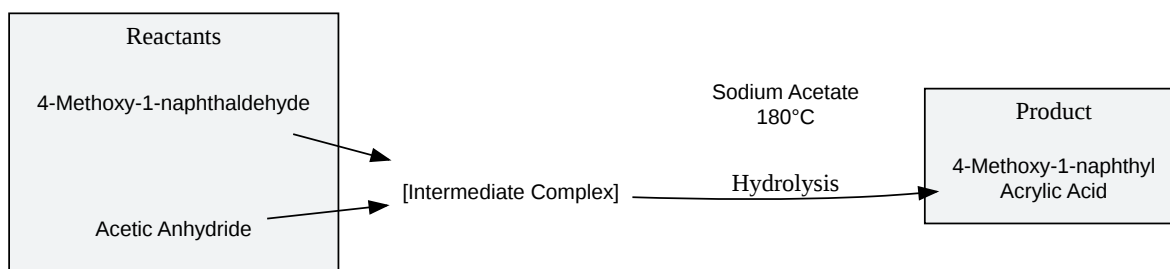 Reactants
4-Methoxy-1-naphthaldehyde
Acetic Anhydride
[Intermediate Complex]
Sodium Acetate
180°C
Hydrolysis
Product
4-Methoxy-1-naphthyl
Acrylic Acid